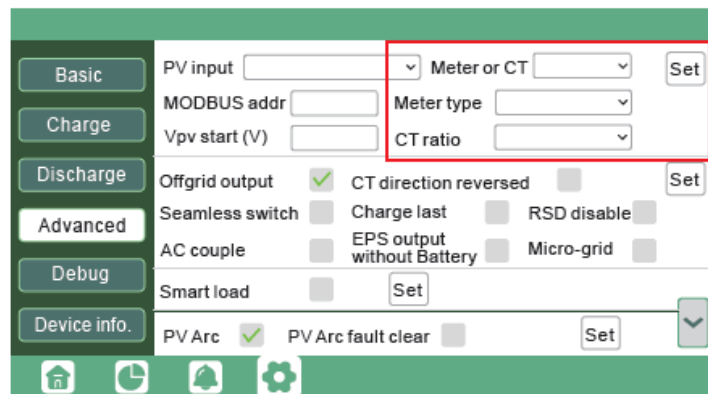 Basic
Charge
Discharge
Advanced
Debug
Device info.
PV input
Meter or CT
Set
MODBUS addr
Meter type
Vpv start (V)
CT ratio
Offgrid output
CT direction reversed
Set
Seamless switch
Charge last
RSD disable
AC couple
EPS output
without Battery
Micro-grid
Smart load
Set
PV Arc
PV Arc fault clear
Set